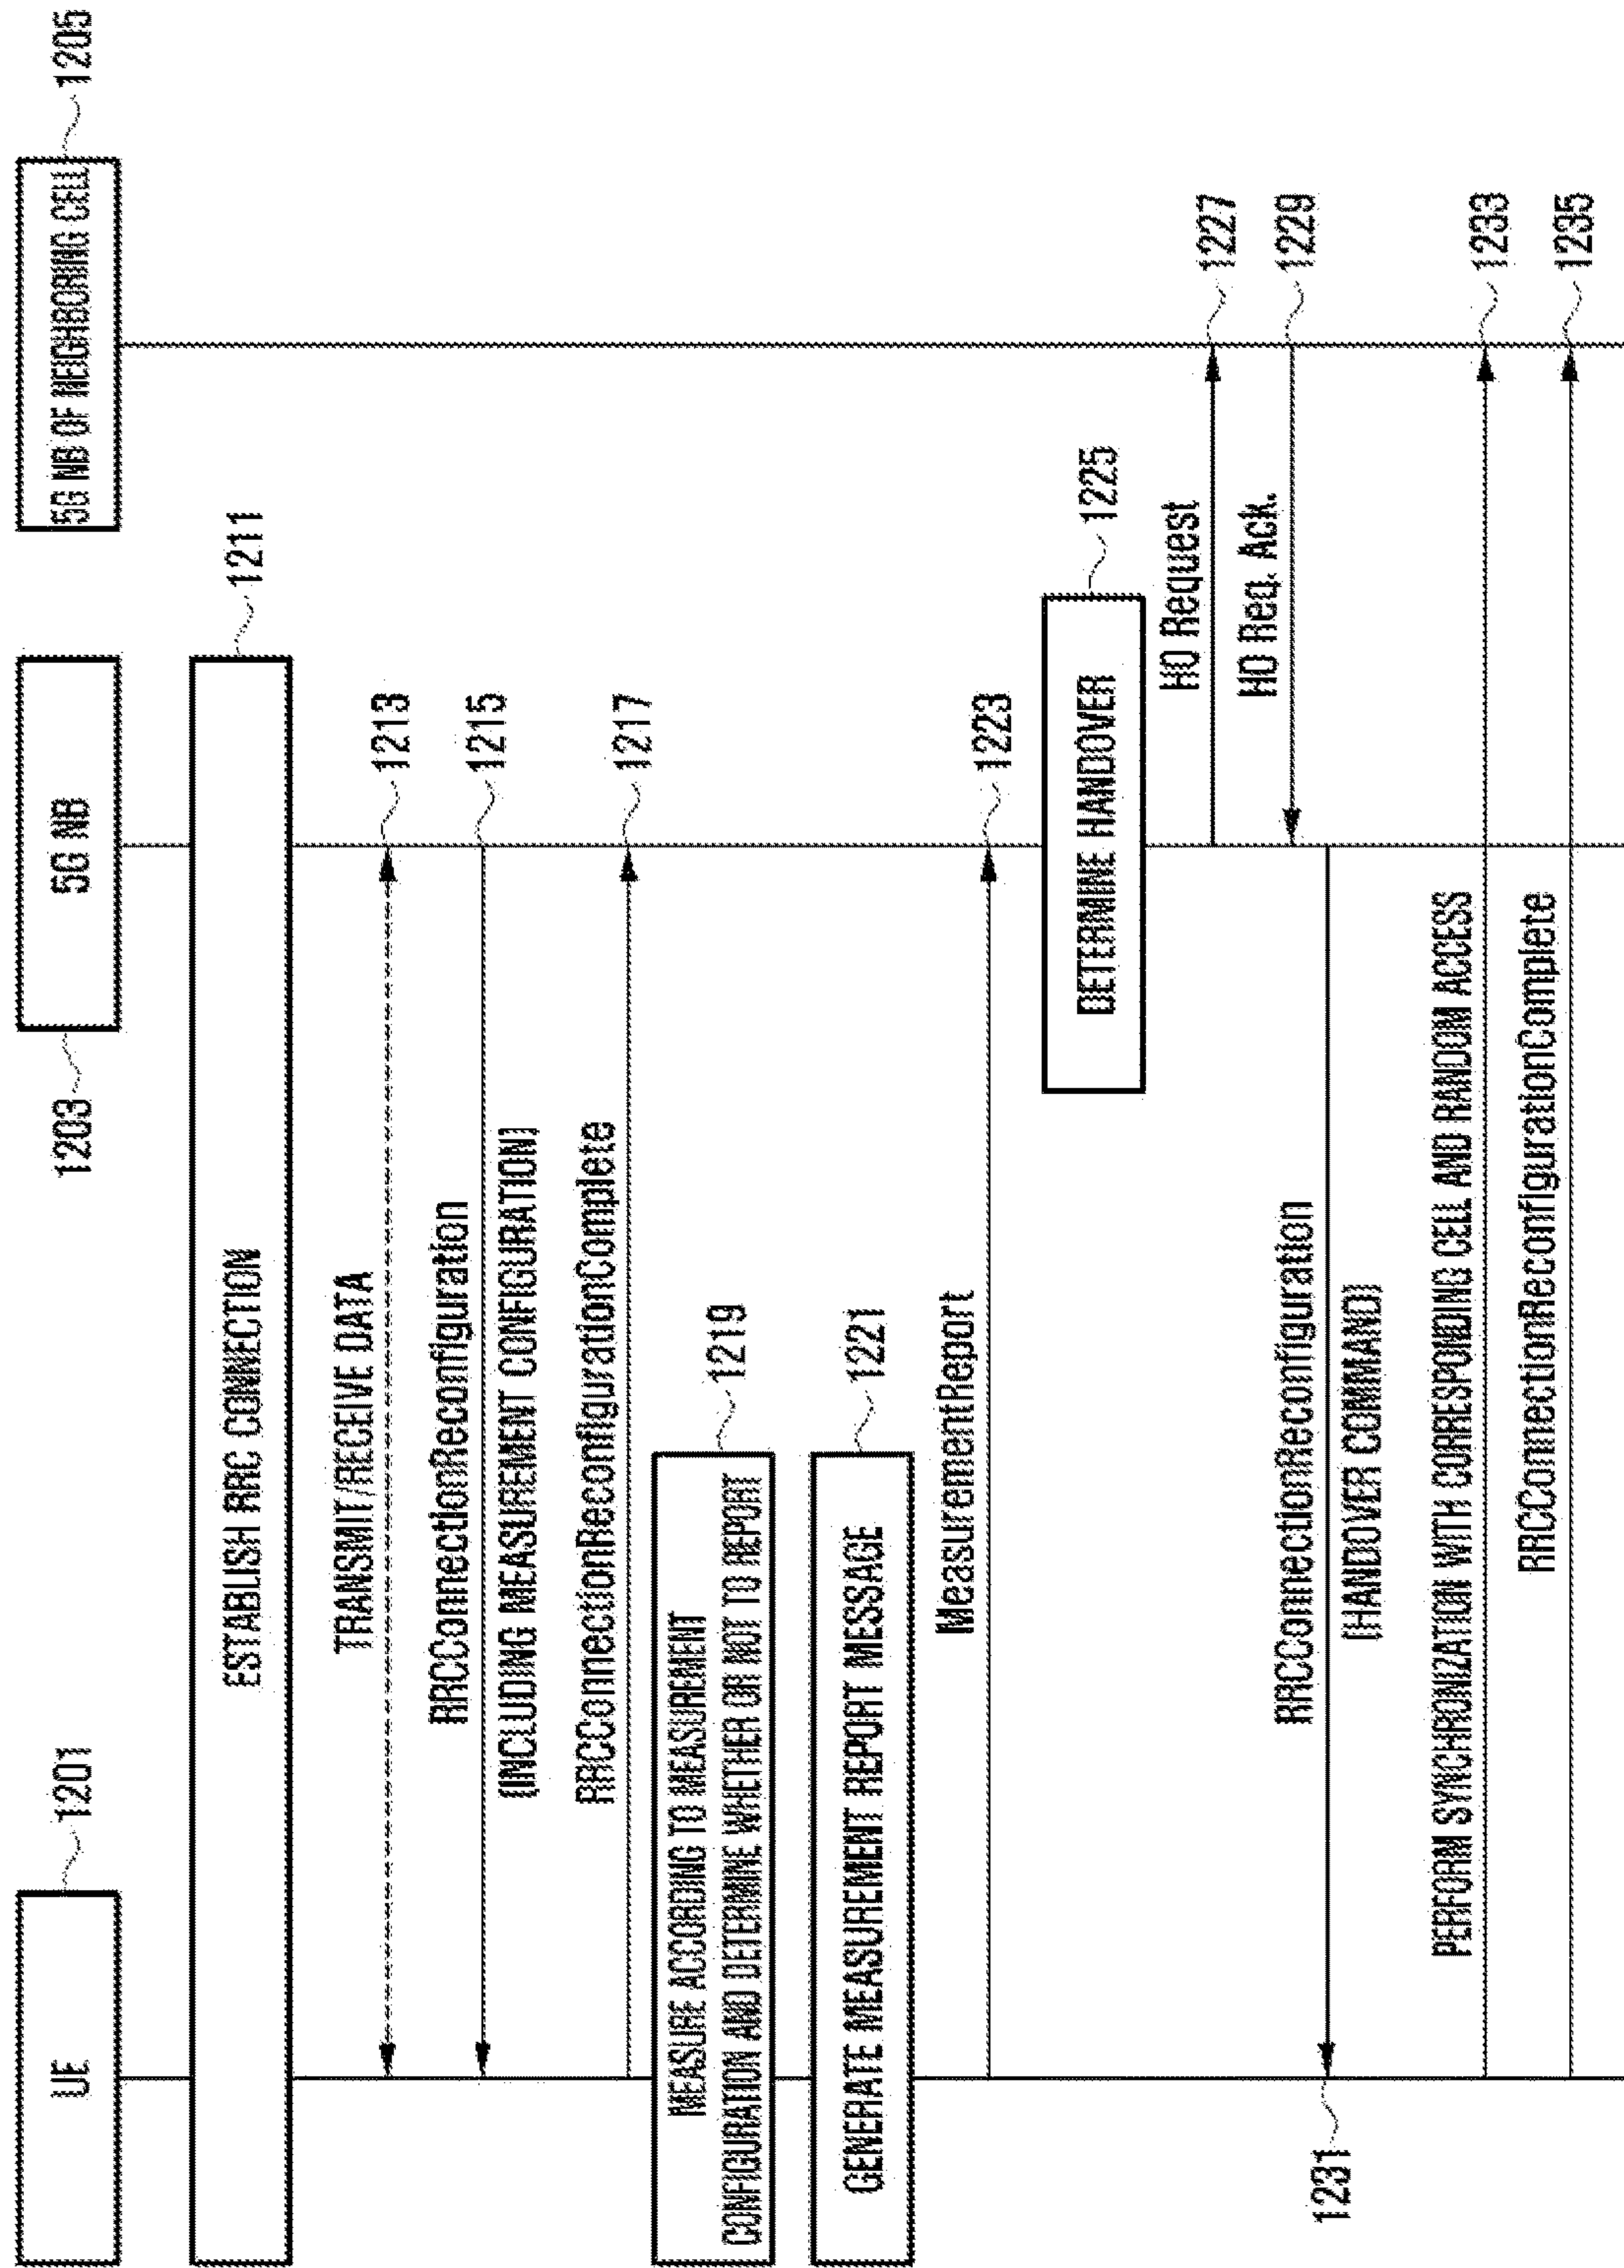 UE
1201
1203
5G NB
5G NB OF NEIGHBORING CELL
1205
ESTABLISH RRC CONNECTION
1211
TRANSMIT/RECEIVE DATA
1213
RRCConnectionReconfiguration
1215
(INCLUDING MEASUREMENT CONFIGURATION)
RRCConnectionReconfigurationComplete
1217
MEASURE ACCORDING TO MEASUREMENT
CONFIGURATION AND DETERMINE WHETHER OR NOT TO REPORT
1219
GENERATE MEASUREMENT REPORT MESSAGE
1221
MeasurementReport
1223
DETERMINE HANDOVER
1225
HO Request
1227
HO Req. Ack.
1229
RRCConnectionReconfiguration
1231
(HANDOVER COMMAND)
PERFORM SYNCHRONIZATION WITH CORRESPONDING CELL AND RANDOM ACCESS
1233
RRCConnectionReconfigurationComplete
1235